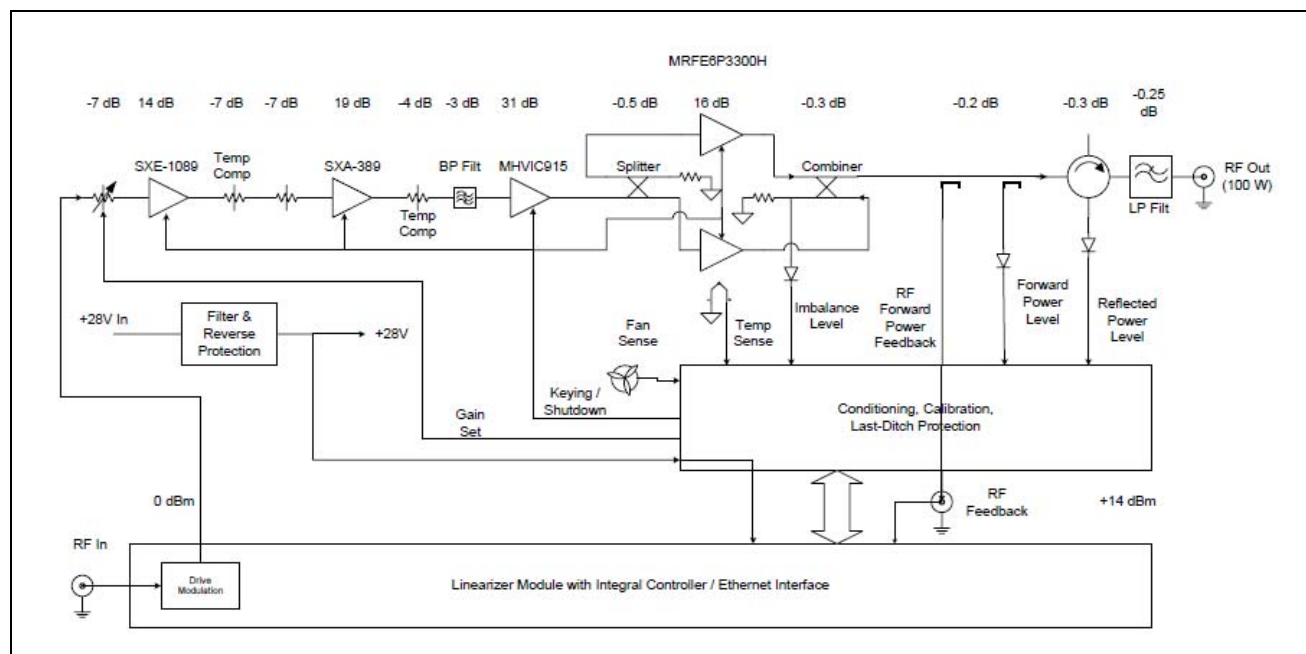 MRFE6P3300H
-7 dB 14 dB -7 dB -7 dB 19 dB -4 dB -3 dB 31 dB -0.5 dB 16 dB -0.3 dB -0.2 dB -0.3 dB -0.25
dB
SXE-1089
Temp
Comp
SXA-389
Temp
Comp
BP Filt
MHVIC915
Splitter
Combiner
LP Filt
RF Out
(100 W)
+28V In
Filter &
Reverse
Protection
+28V
Fan
Sense
Temp
Sense
Imbalance
Level
RF
Forward
Power
Feedback
Forward
Power
Level
Reflected
Power
Level
Keying /
Shutdown
Gain
Set
Conditioning, Calibration,
Last-Ditch Protection
0 dBm
RF
Feedback
+14 dBm
RF In
Drive
Modulation
Linearizer Module with Integral Controller / Ethernet Interface